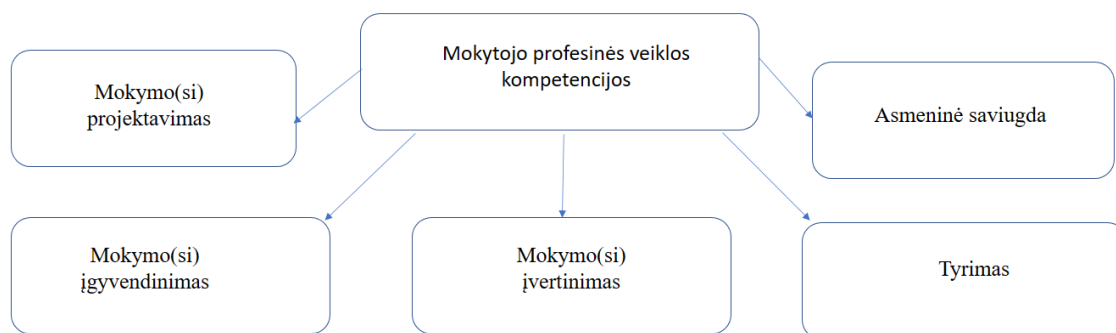 Mokytojo profesinės veiklos
kompetencijos
Mokymo(si)
projektavimas
Asmeninė saviugda
Mokymo(si)
įgyvendinimas
Mokymo(si)
įvertinimas
Tyrimas